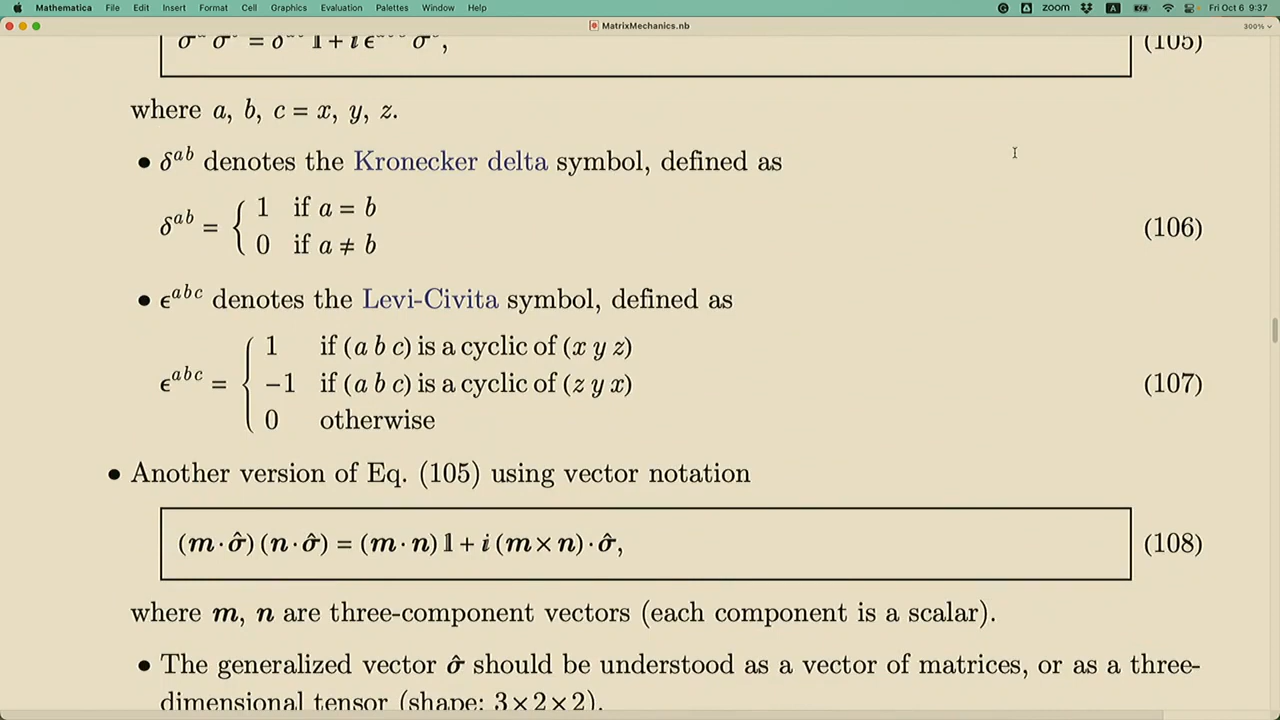 Mathematica File Edit Insert Format Cell Graphics Evaluation Palettes Window Help zoom A Fri Oct 6 9:37
MatrixMechanics.nb 300%
(105)
where a, b, c = x, y, z.
• δ^{ab} denotes the Kronecker delta symbol, defined as
δ^{ab} = { 1 if a = b
0 if a ≠ b (106)
• ϵ^{abc} denotes the Levi-Civita symbol, defined as
1 if (a b c) is a cyclic of (x y z)
ϵ^{abc} = { −1 if (a b c) is a cyclic of (z y x) (107)
0 otherwise
• Another version of Eq. (105) using vector notation
(m · σ̂) (n · σ̂) = (m · n) 𝟙 + i (m × n) · σ̂, (108)
where m, n are three-component vectors (each component is a scalar).
• The generalized vector σ̂ should be understood as a vector of matrices, or as a three-
dimensional tensor (shape: 3 × 2 × 2).